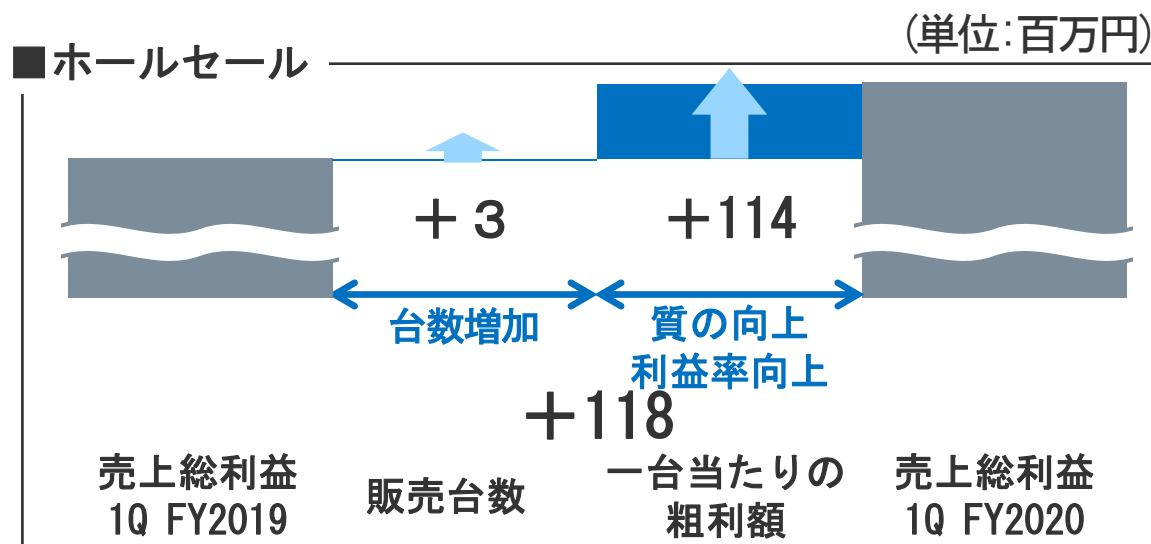 (単位:百万円)
■ホールセール
＋３
＋114
台数増加
質の向上
利益率向上
＋118
売上総利益
1Q FY2019
販売台数
一台当たりの
粗利額
売上総利益
1Q FY2020